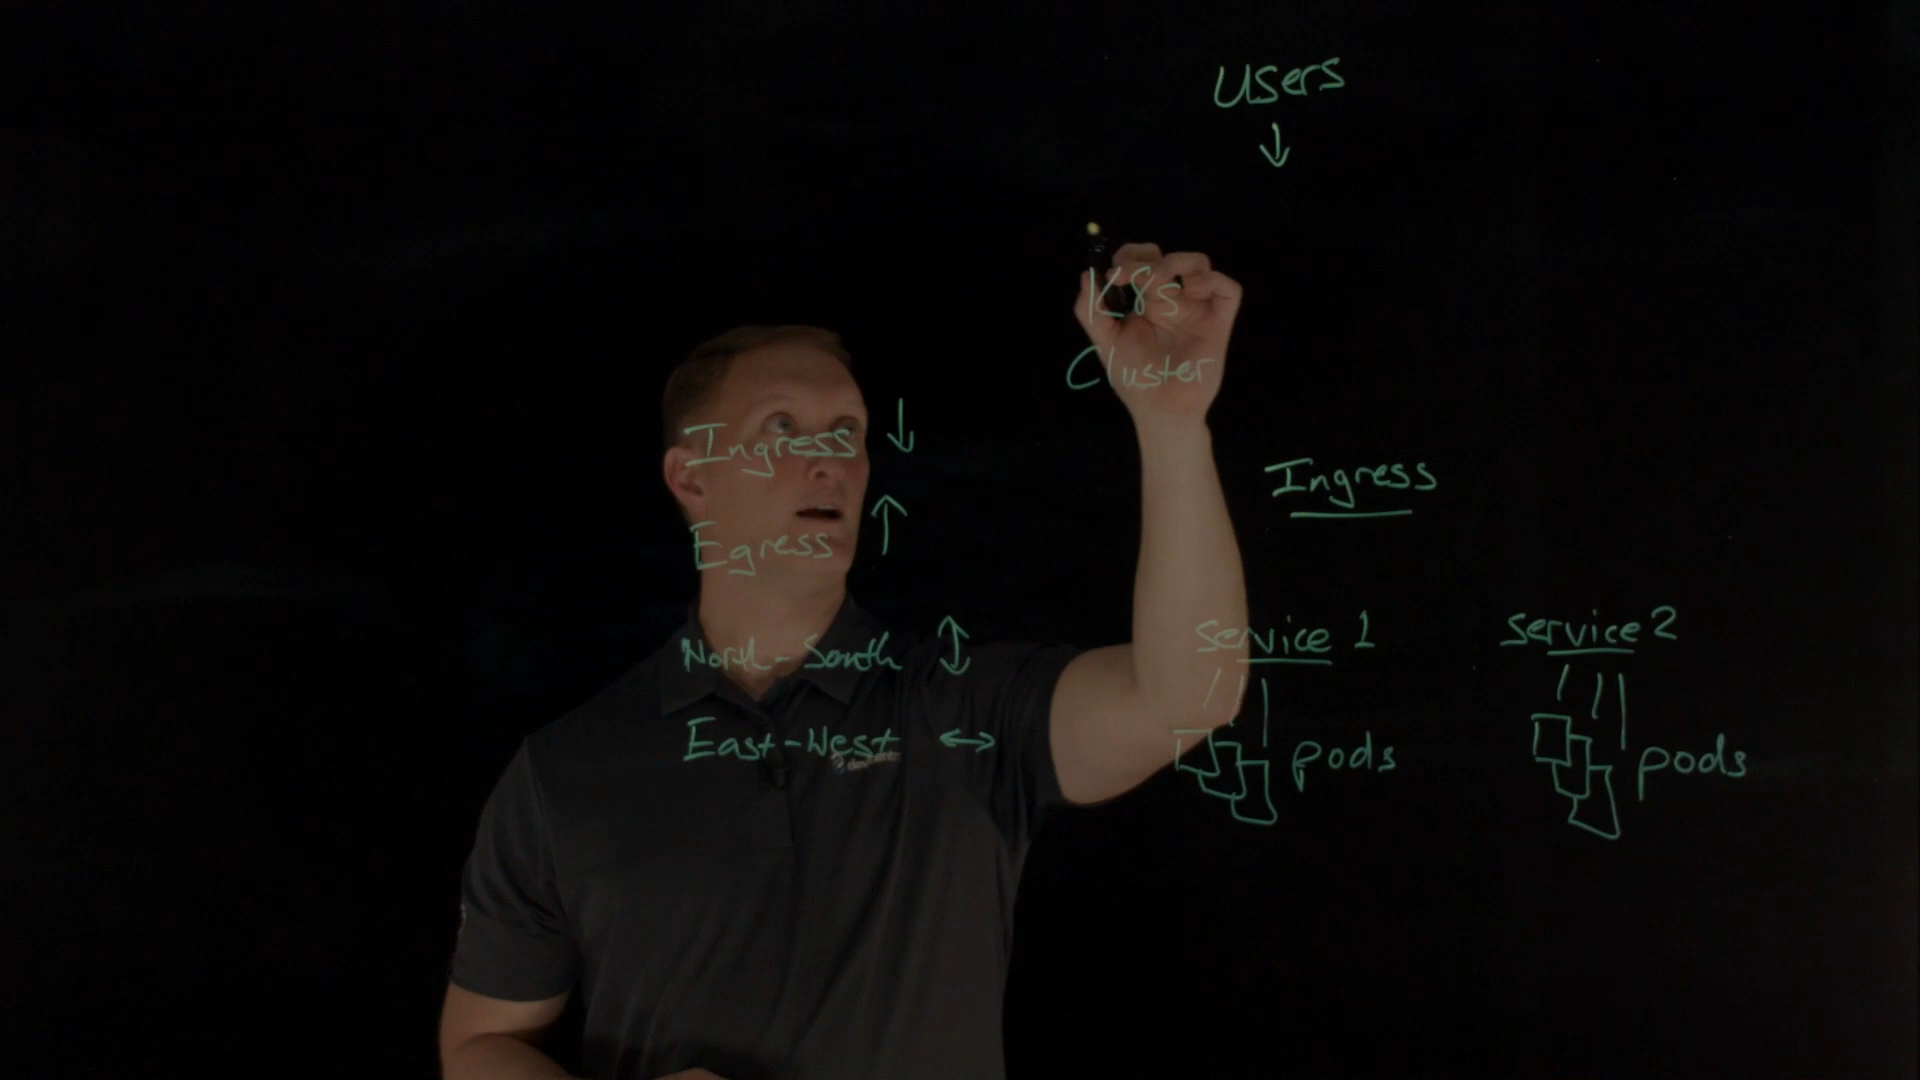 Users
K8s
Cluster
Ingress
Egress
North-South
East-West
Ingress
service 1
service 2
pods
pods